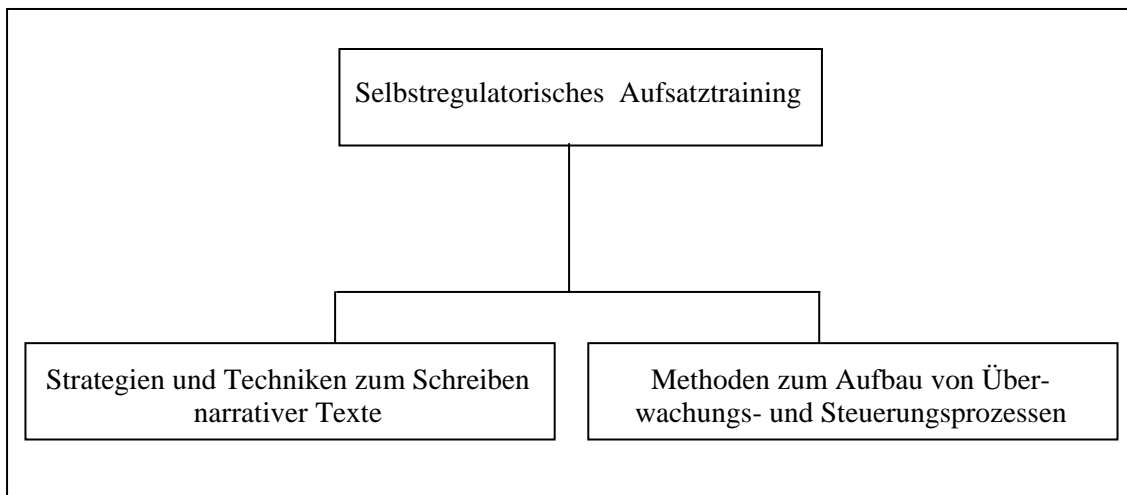 Selbstregulatorisches Aufsatztraining
Strategien und Techniken zum Schreiben
narrativer Texte
Methoden zum Aufbau von Über-
wachungs- und Steuerungsprozessen